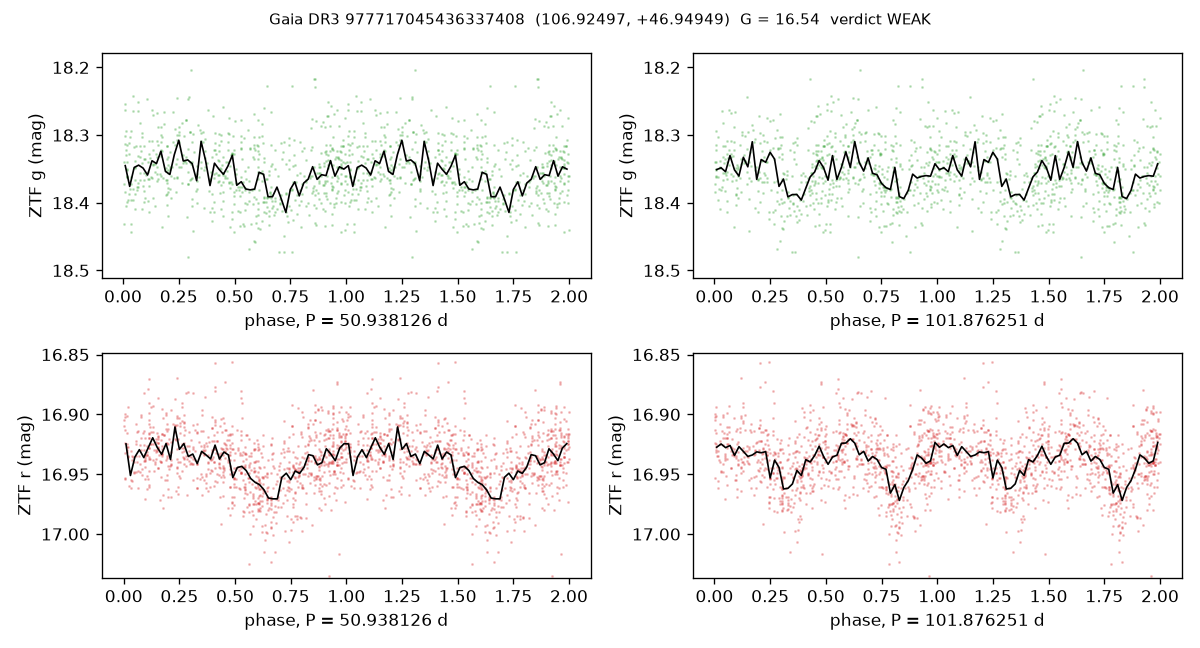 Gaia DR3 977717045436337408 (106.92497, +46.94949) G = 16.54 verdict WEAK
18.2
18.3
18.4
18.5
ZTF g (mag)
0.00 0.25 0.50 0.75 1.00 1.25 1.50 1.75 2.00
phase, P = 50.938126 d
18.2
18.3
18.4
18.5
ZTF g (mag)
0.00 0.25 0.50 0.75 1.00 1.25 1.50 1.75 2.00
phase, P = 101.876251 d
16.85
16.90
16.95
17.00
ZTF r (mag)
0.00 0.25 0.50 0.75 1.00 1.25 1.50 1.75 2.00
phase, P = 50.938126 d
16.85
16.90
16.95
17.00
ZTF r (mag)
0.00 0.25 0.50 0.75 1.00 1.25 1.50 1.75 2.00
phase, P = 101.876251 d